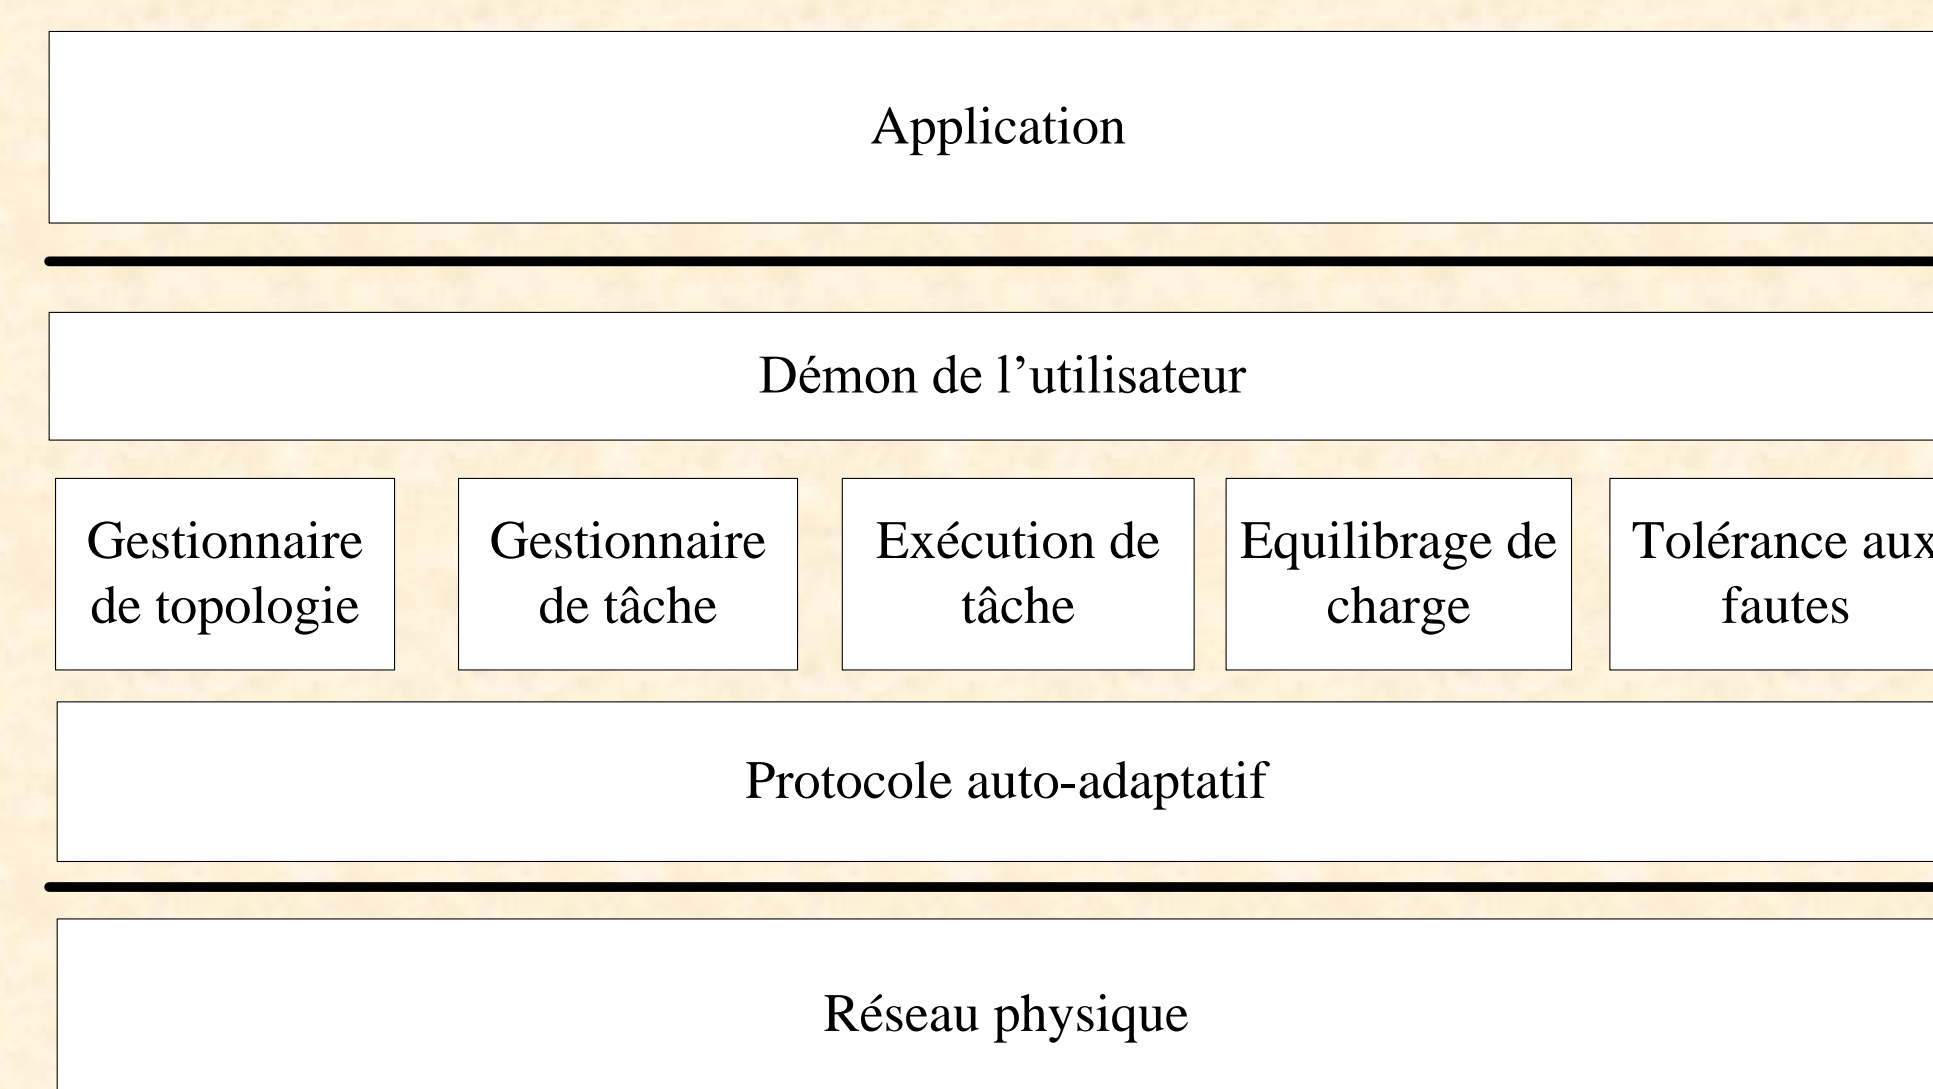 Application
Démon de l’utilisateur
Gestionnaire
de topologie
Gestionnaire
de tâche
Exécution de
tâche
Equilibrage de
charge
Tolérance aux
fautes
Protocole auto-adaptatif
Réseau physique